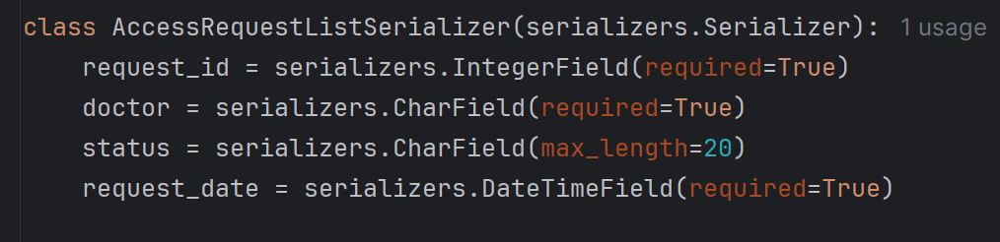 class AccessRequestListSerializer(serializers.Serializer): 1 usage
    request_id = serializers.IntegerField(required=True)
    doctor = serializers.CharField(required=True)
    status = serializers.CharField(max_length=20)
    request_date = serializers.DateTimeField(required=True)